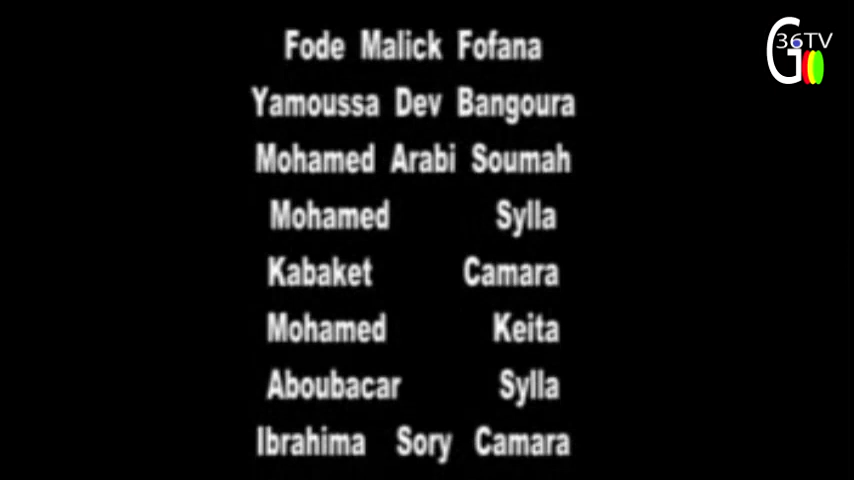 Fode Malick Fofana
Yamoussa Dev Bangoura
Mohamed Arabi Soumah
Mohamed Sylla
Kabaket Camara
Mohamed Keita
Aboubacar Sylla
Ibrahima Sory Camara
G 36TV